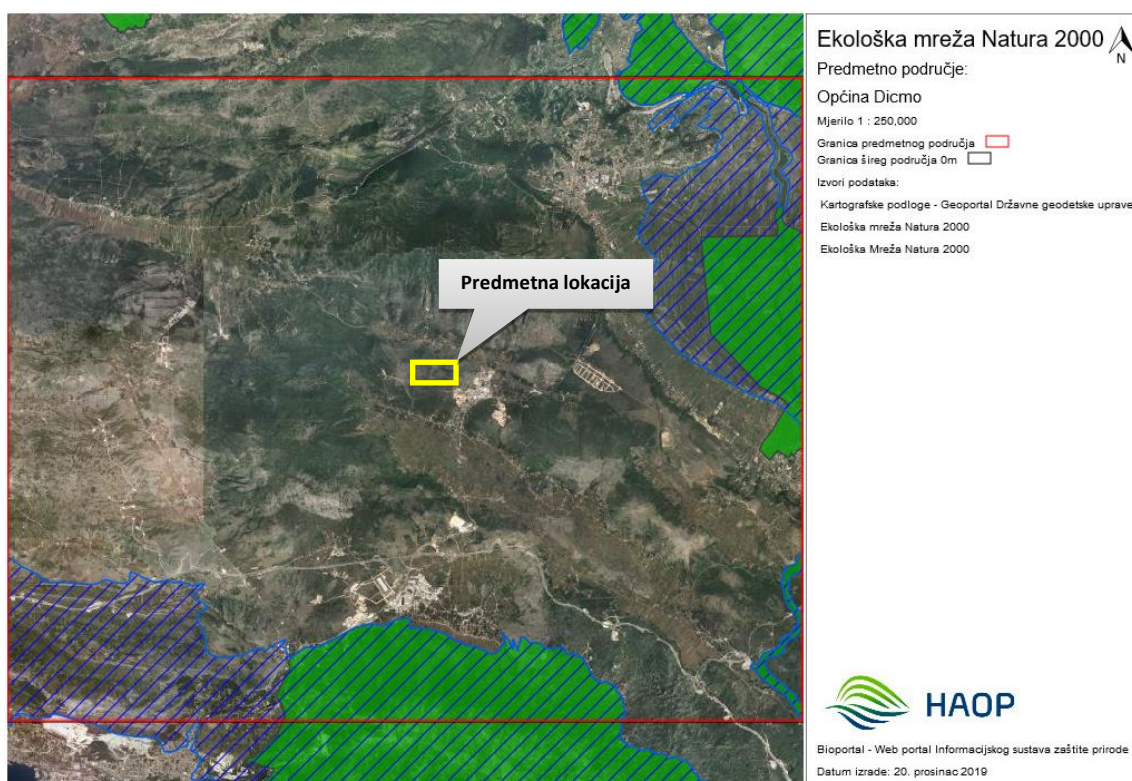 Predmetna lokacija
Ekološka mreža Natura 2000
N
Predmetno područje:
Općina Dicmo
Mjerilo 1 : 250,000
Granica predmetnog područja
Granica šireg područja 0m
Izvori podataka:
Kartografske podloge - Geoportal Državne geodetske uprave
Ekološka mreža Natura 2000
Ekološka Mreža Natura 2000
HAOP
Bioportal - Web portal Informacijskog sustava zaštite prirode
Datum izrade: 20. prosinac 2019